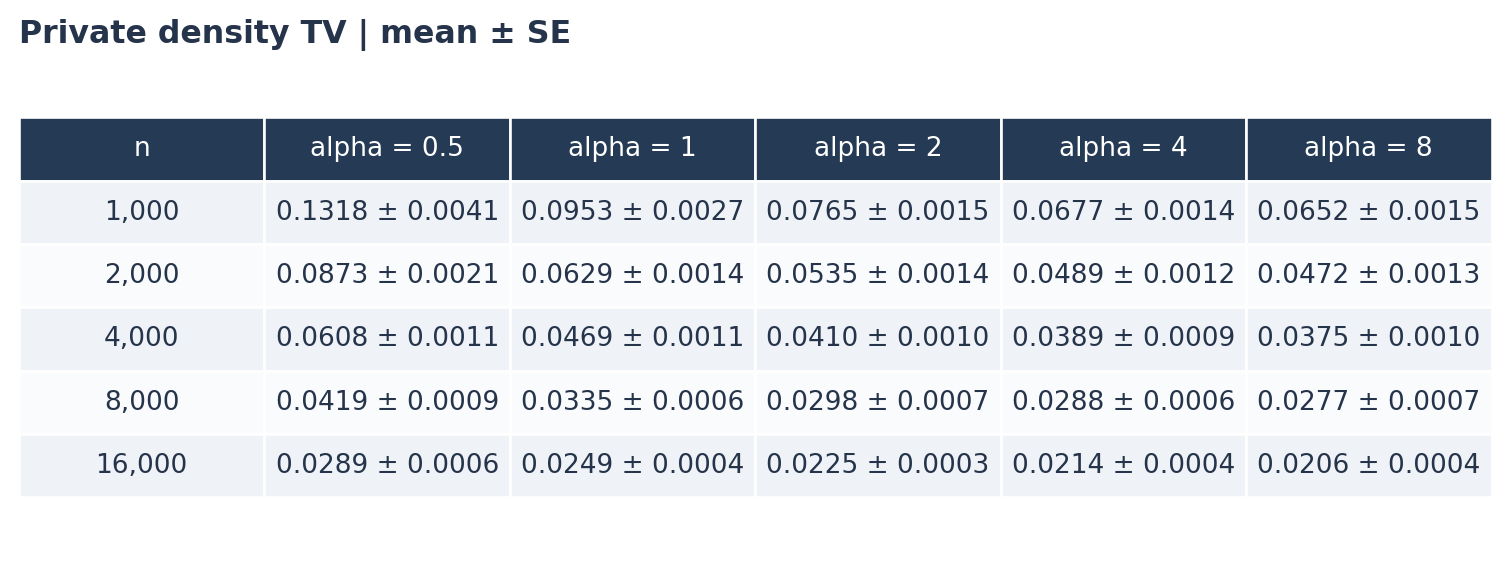 Private density TV | mean ± SE
n alpha = 0.5 alpha = 1 alpha = 2 alpha = 4 alpha = 8
1,000 0.1318 ± 0.0041 0.0953 ± 0.0027 0.0765 ± 0.0015 0.0677 ± 0.0014 0.0652 ± 0.0015
2,000 0.0873 ± 0.0021 0.0629 ± 0.0014 0.0535 ± 0.0014 0.0489 ± 0.0012 0.0472 ± 0.0013
4,000 0.0608 ± 0.0011 0.0469 ± 0.0011 0.0410 ± 0.0010 0.0389 ± 0.0009 0.0375 ± 0.0010
8,000 0.0419 ± 0.0009 0.0335 ± 0.0006 0.0298 ± 0.0007 0.0288 ± 0.0006 0.0277 ± 0.0007
16,000 0.0289 ± 0.0006 0.0249 ± 0.0004 0.0225 ± 0.0003 0.0214 ± 0.0004 0.0206 ± 0.0004